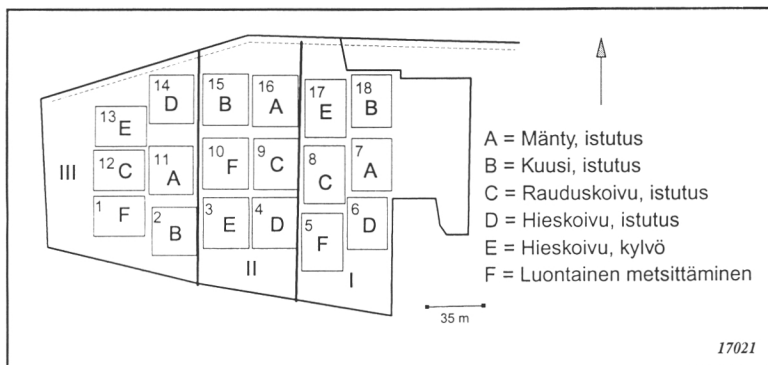 14 D
15 B
16 A
17 E
18 B
13 E
12 C
11 A
10 F
9 C
8 C
7 A
III
1 F
2 B
3 E
4 D
5 F
6 D
II
I
A = Mänty, istutus
B = Kuusi, istutus
C = Rauduskoivu, istutus
D = Hieskoivu, istutus
E = Hieskoivu, kylvö
F = Luontainen metsittäminen
35 m
17021